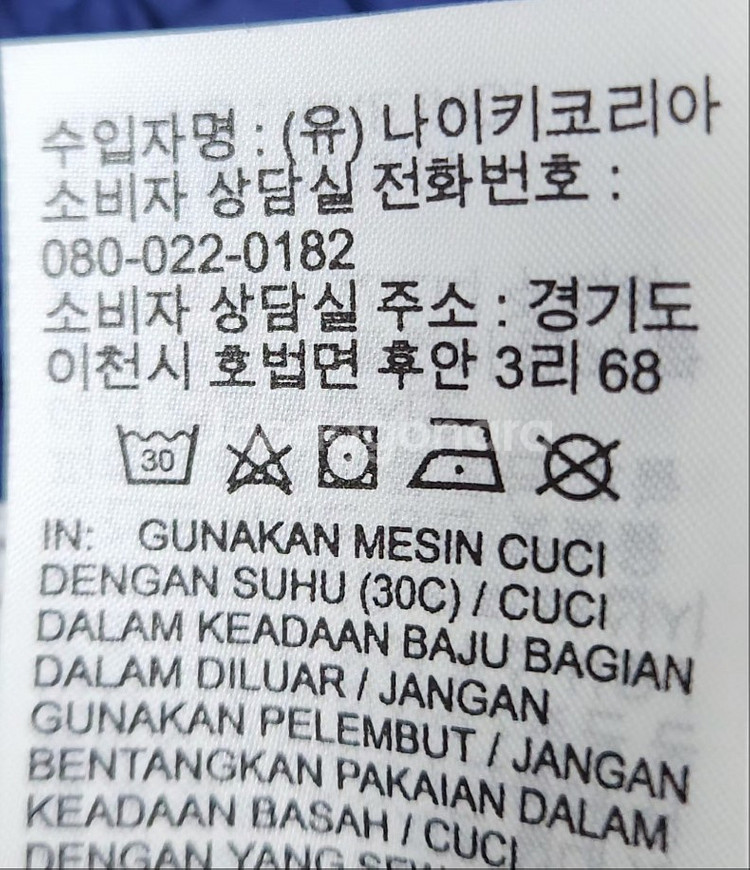 수입자명 : (유) 나이키코리아
소비자 상담실 전화번호 :
080-022-0182
소비자 상담실 주소 : 경기도
이천시 호법면 후안 3리 68
30
IN: GUNAKAN MESIN CUCI
DENGAN SUHU (30C) / CUCI
DALAM KEADAAN BAJU BAGIAN
DALAM DILUAR / JANGAN
GUNAKAN PELEMBUT / JANGAN
BENTANGKAN PAKAIAN DALAM
KEADAAN BASAH / CUCI
DENGAN YANG